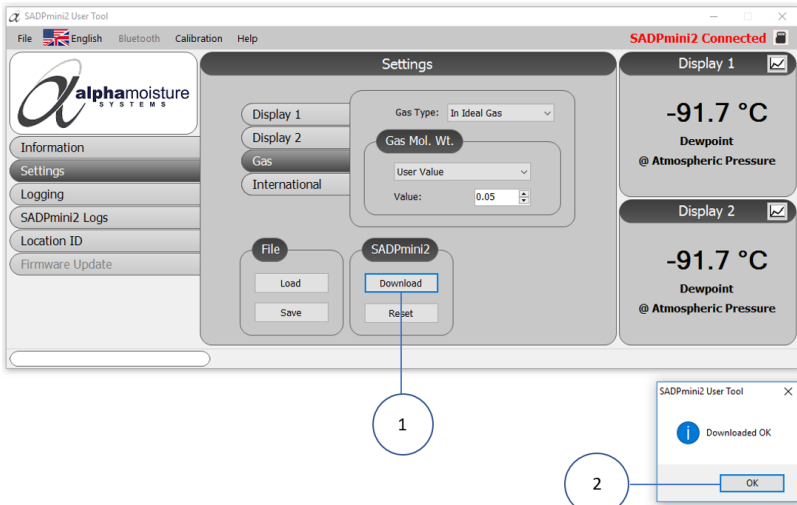 SADPmini2 User Tool
File English Bluetooth Calibration Help
SADPmini2 Connected
alphamoisture
SYSTEMS
Information
Settings
Logging
SADPmini2 Logs
Location ID
Firmware Update
Settings
Display 1
Display 2
Gas
International
Gas Type: In Ideal Gas
Gas Mol. Wt.
User Value
Value: 0.05
File
Load
Save
SADPmini2
Download
Reset
Display 1
-91.7 °C
Dewpoint
@ Atmospheric Pressure
Display 2
-91.7 °C
Dewpoint
@ Atmospheric Pressure
1
SADPmini2 User Tool
Downloaded OK
OK
2